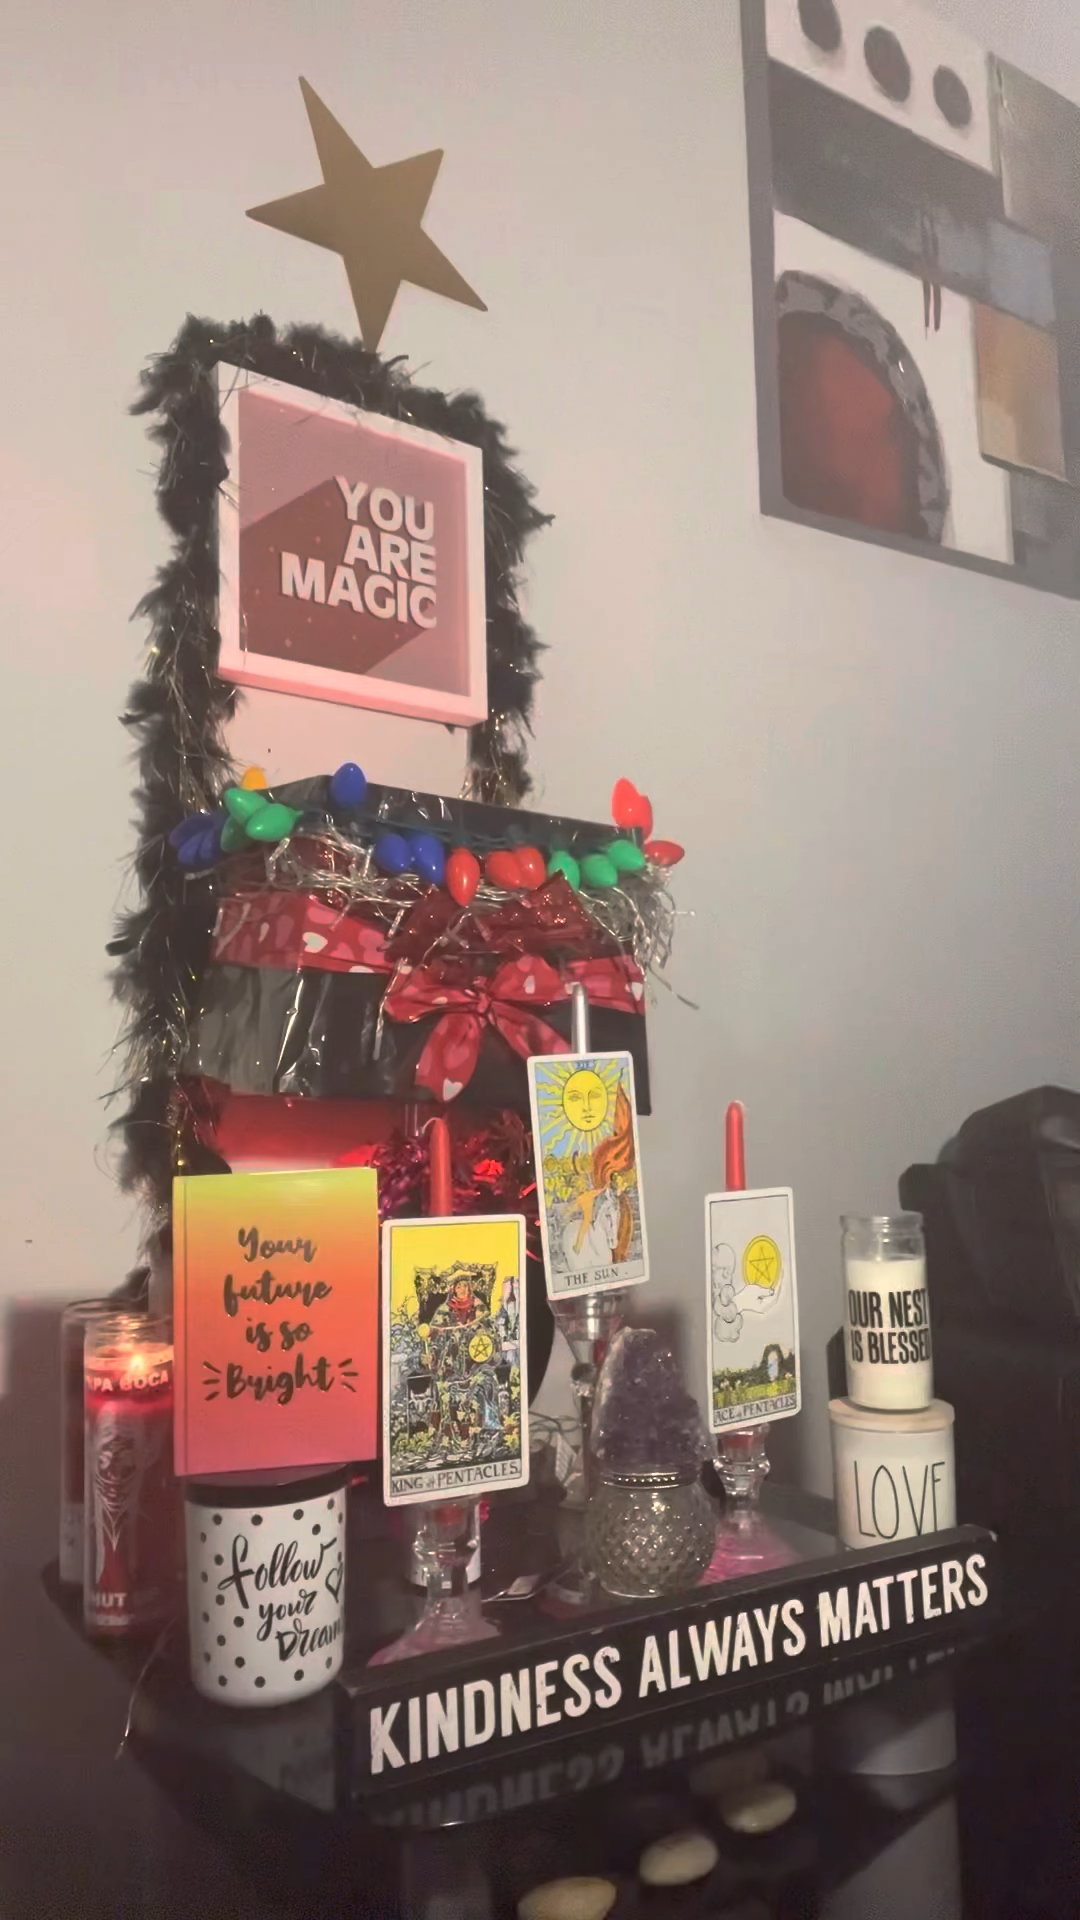 YOU
ARE
MAGIC
THE SUN.
Your
future
is so
Bright
KING of PENTACLES.
ACE of PENTACLES.
OUR NEST
IS BLESSED
LOVE
follow
your
Dream
KINDNESS ALWAYS MATTERS